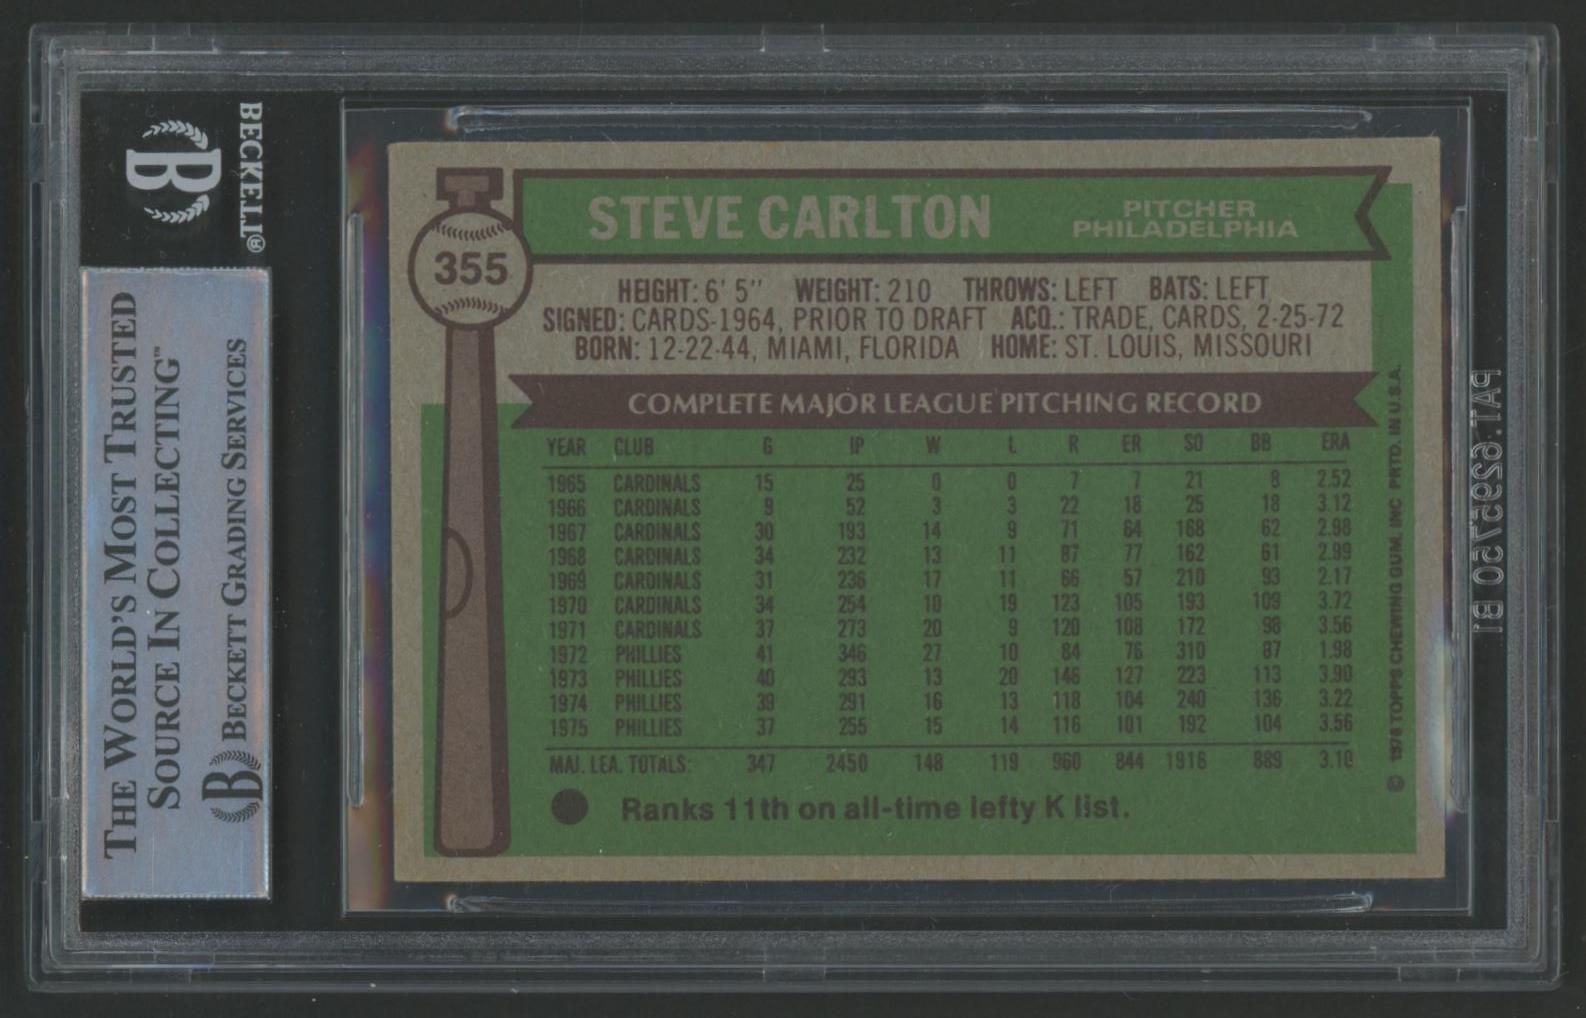 BECKETT®
B
THE WORLD'S MOST TRUSTED
SOURCE IN COLLECTING™
B BECKETT GRADING SERVICES
T
355
STEVE CARLTON
PITCHER
PHILADELPHIA
HEIGHT: 6' 5" WEIGHT: 210 THROWS: LEFT BATS: LEFT
SIGNED: CARDS-1964, PRIOR TO DRAFT ACQ.: TRADE, CARDS, 2-25-72
BORN: 12-22-44, MIAMI, FLORIDA HOME: ST. LOUIS, MISSOURI
COMPLETE MAJOR LEAGUE PITCHING RECORD
YEAR CLUB G IP W L R ER SO BB ERA
1965 CARDINALS 15 25 0 0 7 7 21 8 2.52
1966 CARDINALS 9 52 3 3 22 18 25 18 3.12
1967 CARDINALS 30 193 14 9 71 64 168 62 2.98
1968 CARDINALS 34 232 13 11 87 77 162 61 2.99
1969 CARDINALS 31 236 17 11 66 57 210 93 2.17
1970 CARDINALS 34 254 10 19 123 105 193 109 3.72
1971 CARDINALS 37 273 20 9 120 108 172 98 3.56
1972 PHILLIES 41 346 27 10 84 76 310 87 1.98
1973 PHILLIES 40 293 13 20 146 127 223 113 3.90
1974 PHILLIES 39 291 16 13 118 104 240 136 3.22
1975 PHILLIES 37 255 15 14 116 101 192 104 3.56
MAJ. LEA. TOTALS: 347 2450 148 119 960 844 1916 889 3.10
Ranks 11th on all-time lefty K list.
© 1976 TOPPS CHEWING GUM, INC PRTD. IN U.S.A.
PAT. 6295750 B1